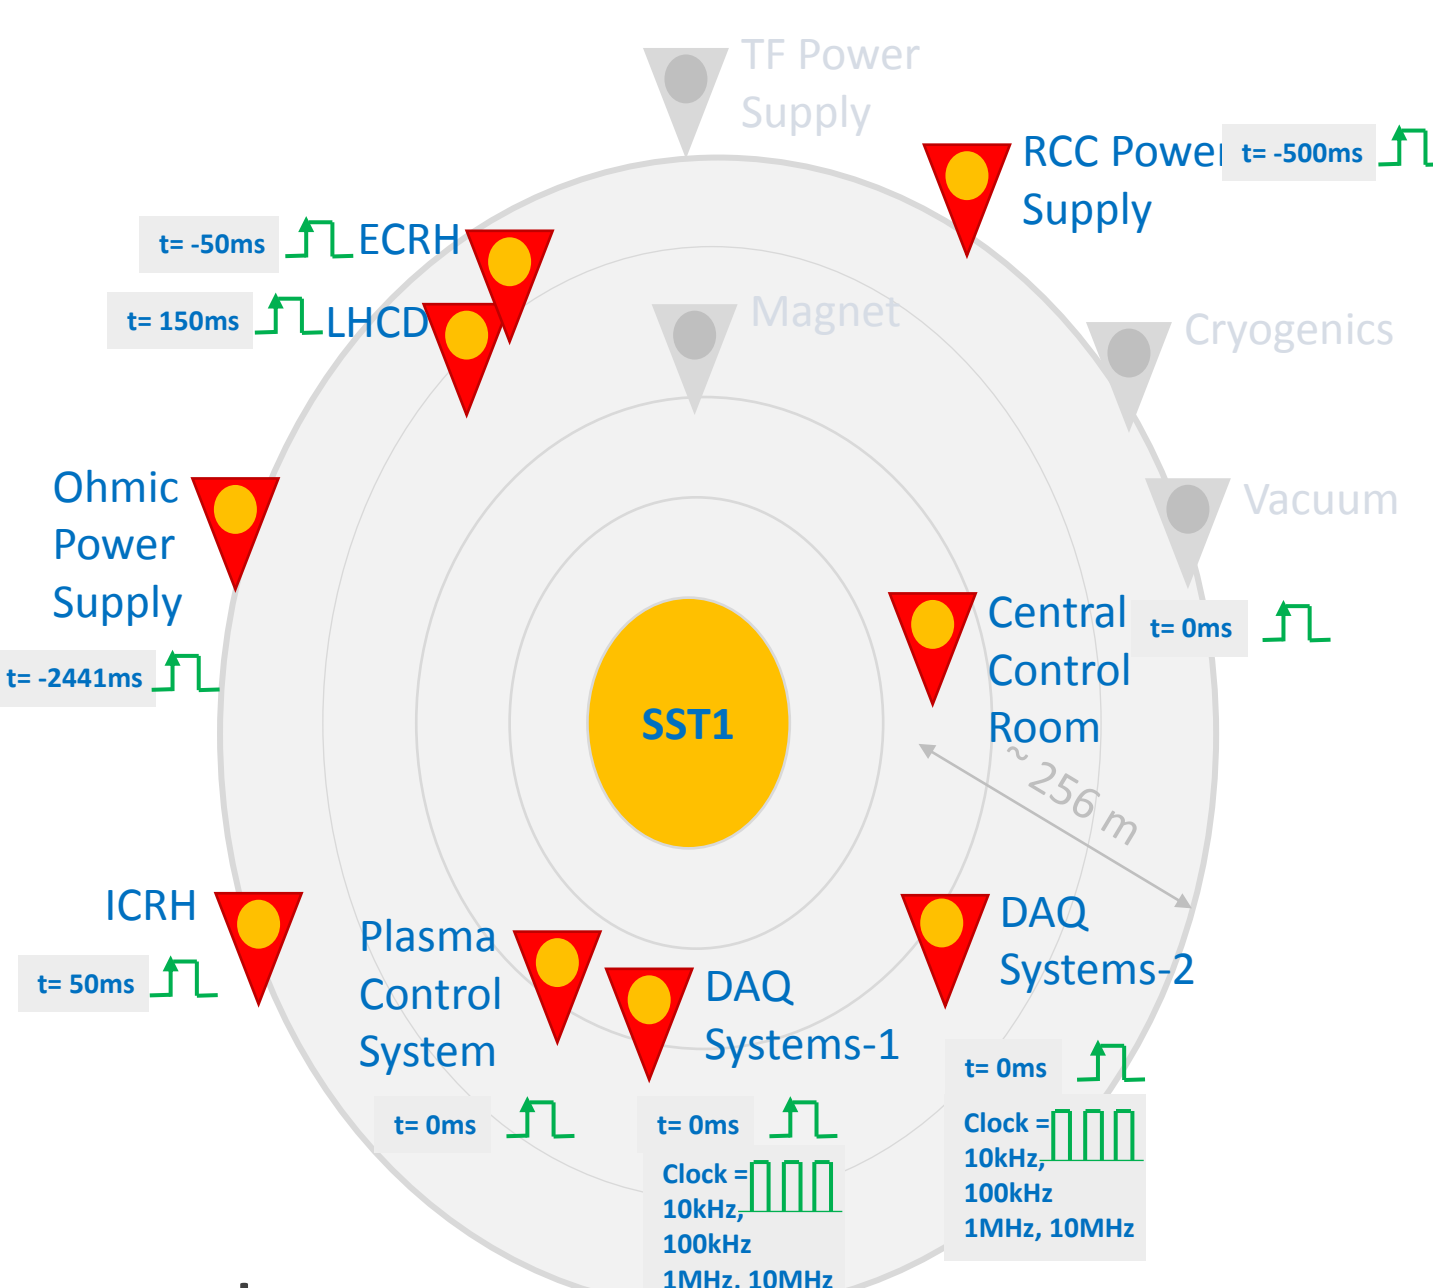 TF Power
Supply
RCC Power
Supply
t= -500ms
t= -50ms
ECRH
t= 150ms
LHCD
Magnet
Cryogenics
Ohmic
Power
Supply
t= -2441ms
Vacuum
Central
Control
Room
t= 0ms
SST1
~ 256 m
ICRH
t= 50ms
Plasma
Control
System
t= 0ms
DAQ
Systems-1
t= 0ms
Clock =
10kHz,
100kHz
1MHz, 10MHz
DAQ
Systems-2
t= 0ms
Clock =
10kHz,
100kHz
1MHz, 10MHz